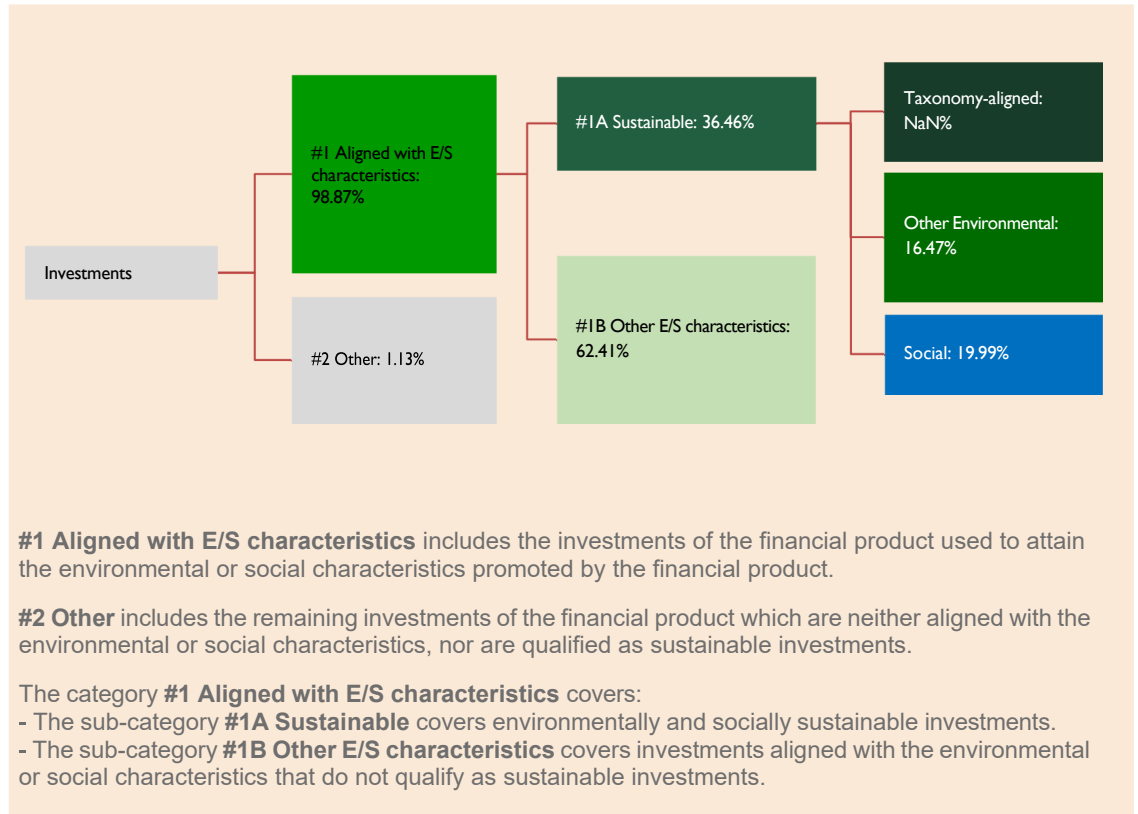 Investments
#1 Aligned with E/S
characteristics:
98.87%
#2 Other: 1.13%
#1A Sustainable: 36.46%
#1B Other E/S characteristics:
62.41%
Taxonomy-aligned:
NaN%
Other Environmental:
16.47%
Social: 19.99%
#1 Aligned with E/S characteristics includes the investments of the financial product used to attain
the environmental or social characteristics promoted by the financial product.
#2 Other includes the remaining investments of the financial product which are neither aligned with the
environmental or social characteristics, nor are qualified as sustainable investments.
The category #1 Aligned with E/S characteristics covers:
- The sub-category #1A Sustainable covers environmentally and socially sustainable investments.
- The sub-category #1B Other E/S characteristics covers investments aligned with the environmental
or social characteristics that do not qualify as sustainable investments.